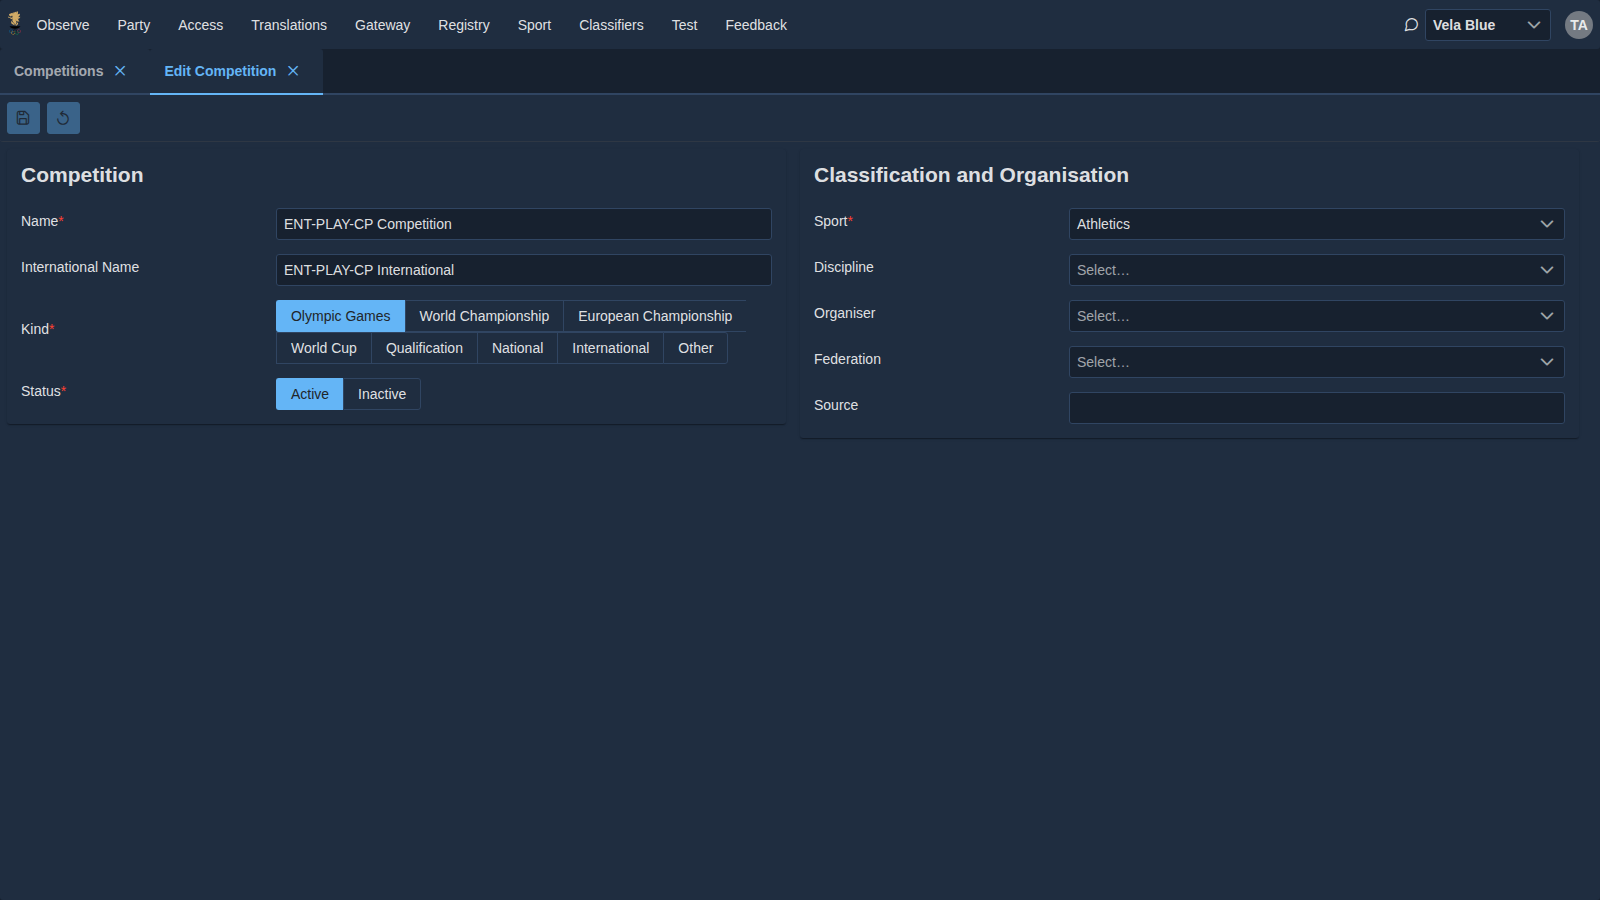 Observe Party Access Translations Gateway Registry Sport Classifiers Test Feedback Vela Blue TA
Competitions Edit Competition
Competition
Name* ENT-PLAY-CP Competition
International Name ENT-PLAY-CP International
Kind* Olympic Games World Championship European Championship
World Cup Qualification National International Other
Status* Active Inactive
Classification and Organisation
Sport* Athletics
Discipline Select...
Organiser Select...
Federation Select...
Source